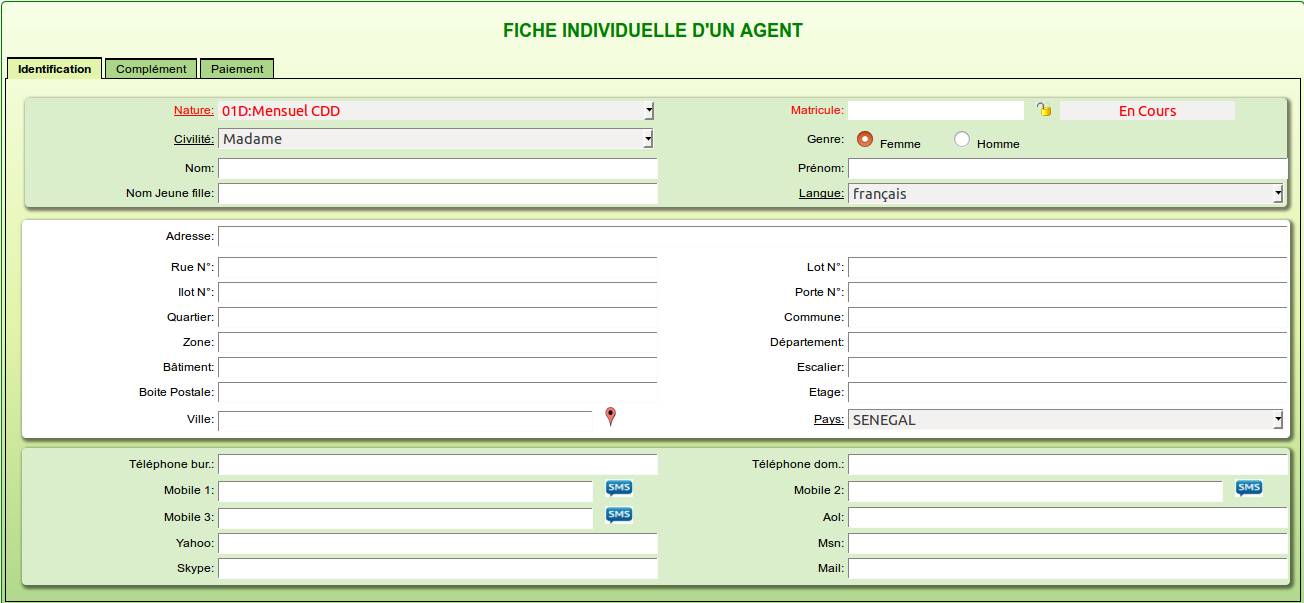 FICHE INDIVIDUELLE D'UN AGENT
Identification Complément Paiement
Nature: 01D:Mensuel CDD Matricule: En Cours
Civilité: Madame Genre: Femme Homme
Nom: Prénom:
Nom Jeune fille: Langue: français
Adresse:
Rue N°: Lot N°:
Ilot N°: Porte N°:
Quartier: Commune:
Zone: Département:
Bâtiment: Escalier:
Boite Postale: Etage:
Ville: Pays: SENEGAL
Téléphone bur.: Téléphone dom.:
Mobile 1: SMS Mobile 2: SMS
Mobile 3: SMS Aol:
Yahoo: Msn:
Skype: Mail: